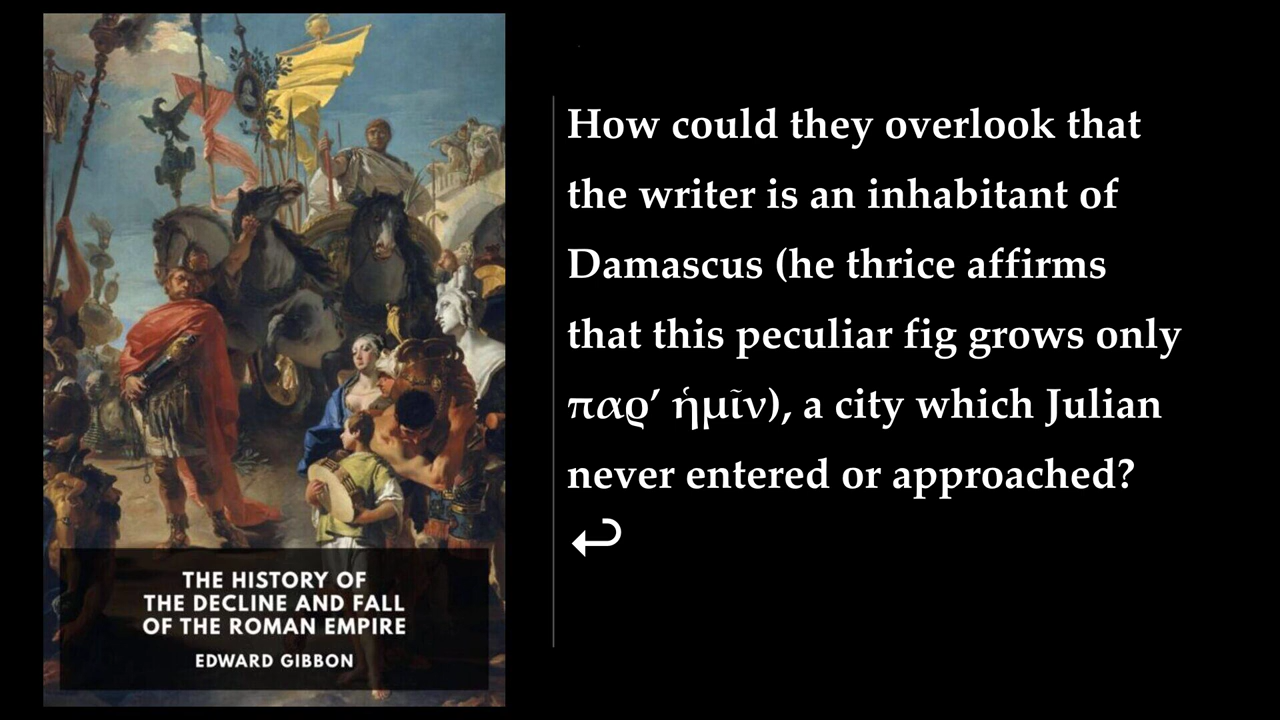 THE HISTORY OF
THE DECLINE AND FALL
OF THE ROMAN EMPIRE
EDWARD GIBBON
How could they overlook that
the writer is an inhabitant of
Damascus (he thrice affirms
that this peculiar fig grows only
παρ’ ἡμῖν), a city which Julian
never entered or approached?
↩